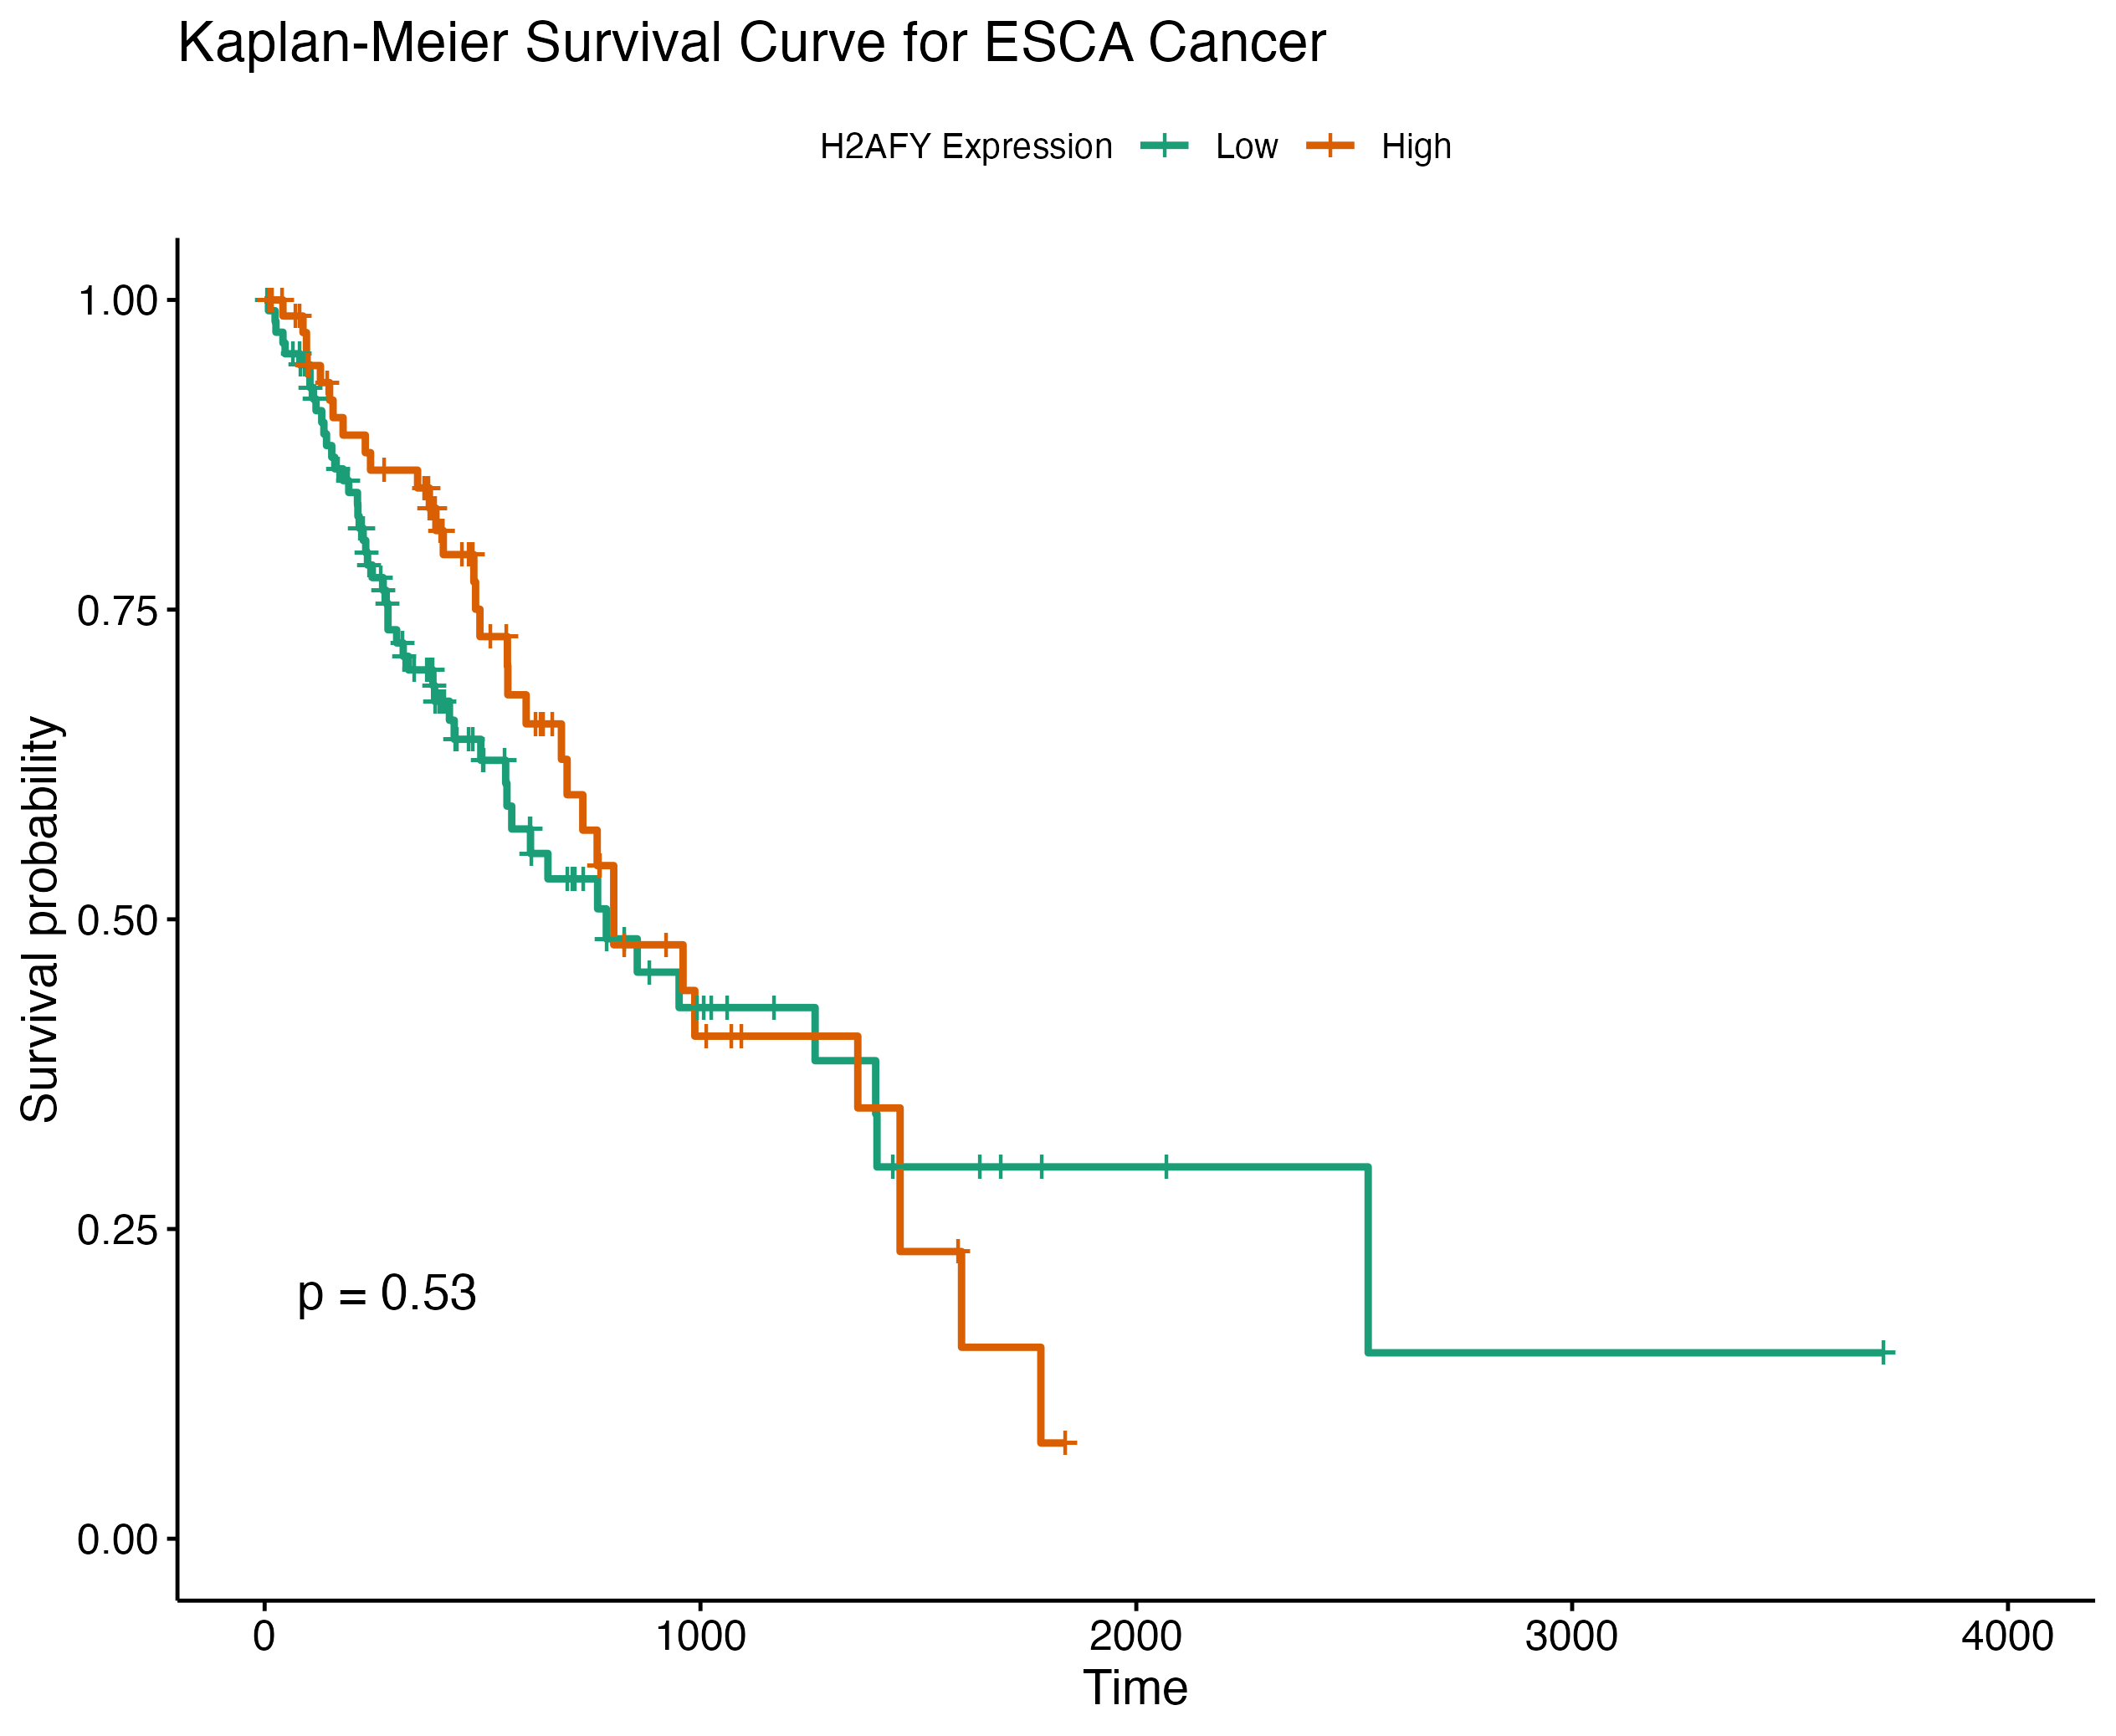 Kaplan-Meier Survival Curve for ESCA Cancer
H2AFY Expression Low High
Survival probability
1.00
0.75
0.50
0.25
0.00
p = 0.53
0 1000 2000 3000 4000
Time